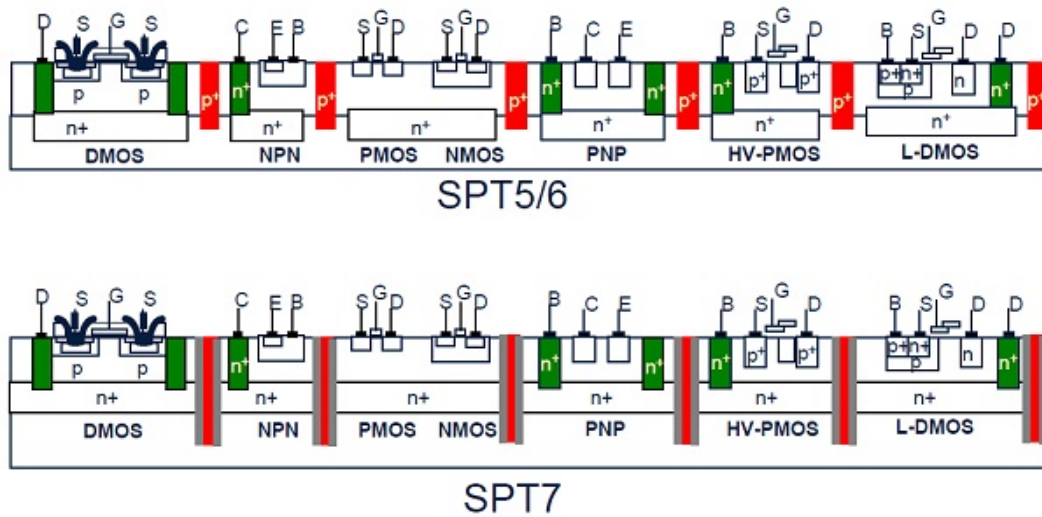 D S G S C E B S G D S G D B C E B S G D B S G D D
n+ p+ p+ n+ n+ p+ n+ p+ p+ p+ n+ n
p p p+ p
n+ n+ n+ n+ n+ n+
DMOS NPN PMOS NMOS PNP HV-PMOS L-DMOS
SPT5/6
D S G S C E B S G D S G D B C E B S G D B S G D D
p+ n+
n+ n+ n+ p+ p+ p n n+
p p
n+ n+ n+ n+ n+ n+
DMOS NPN PMOS NMOS PNP HV-PMOS L-DMOS
SPT7